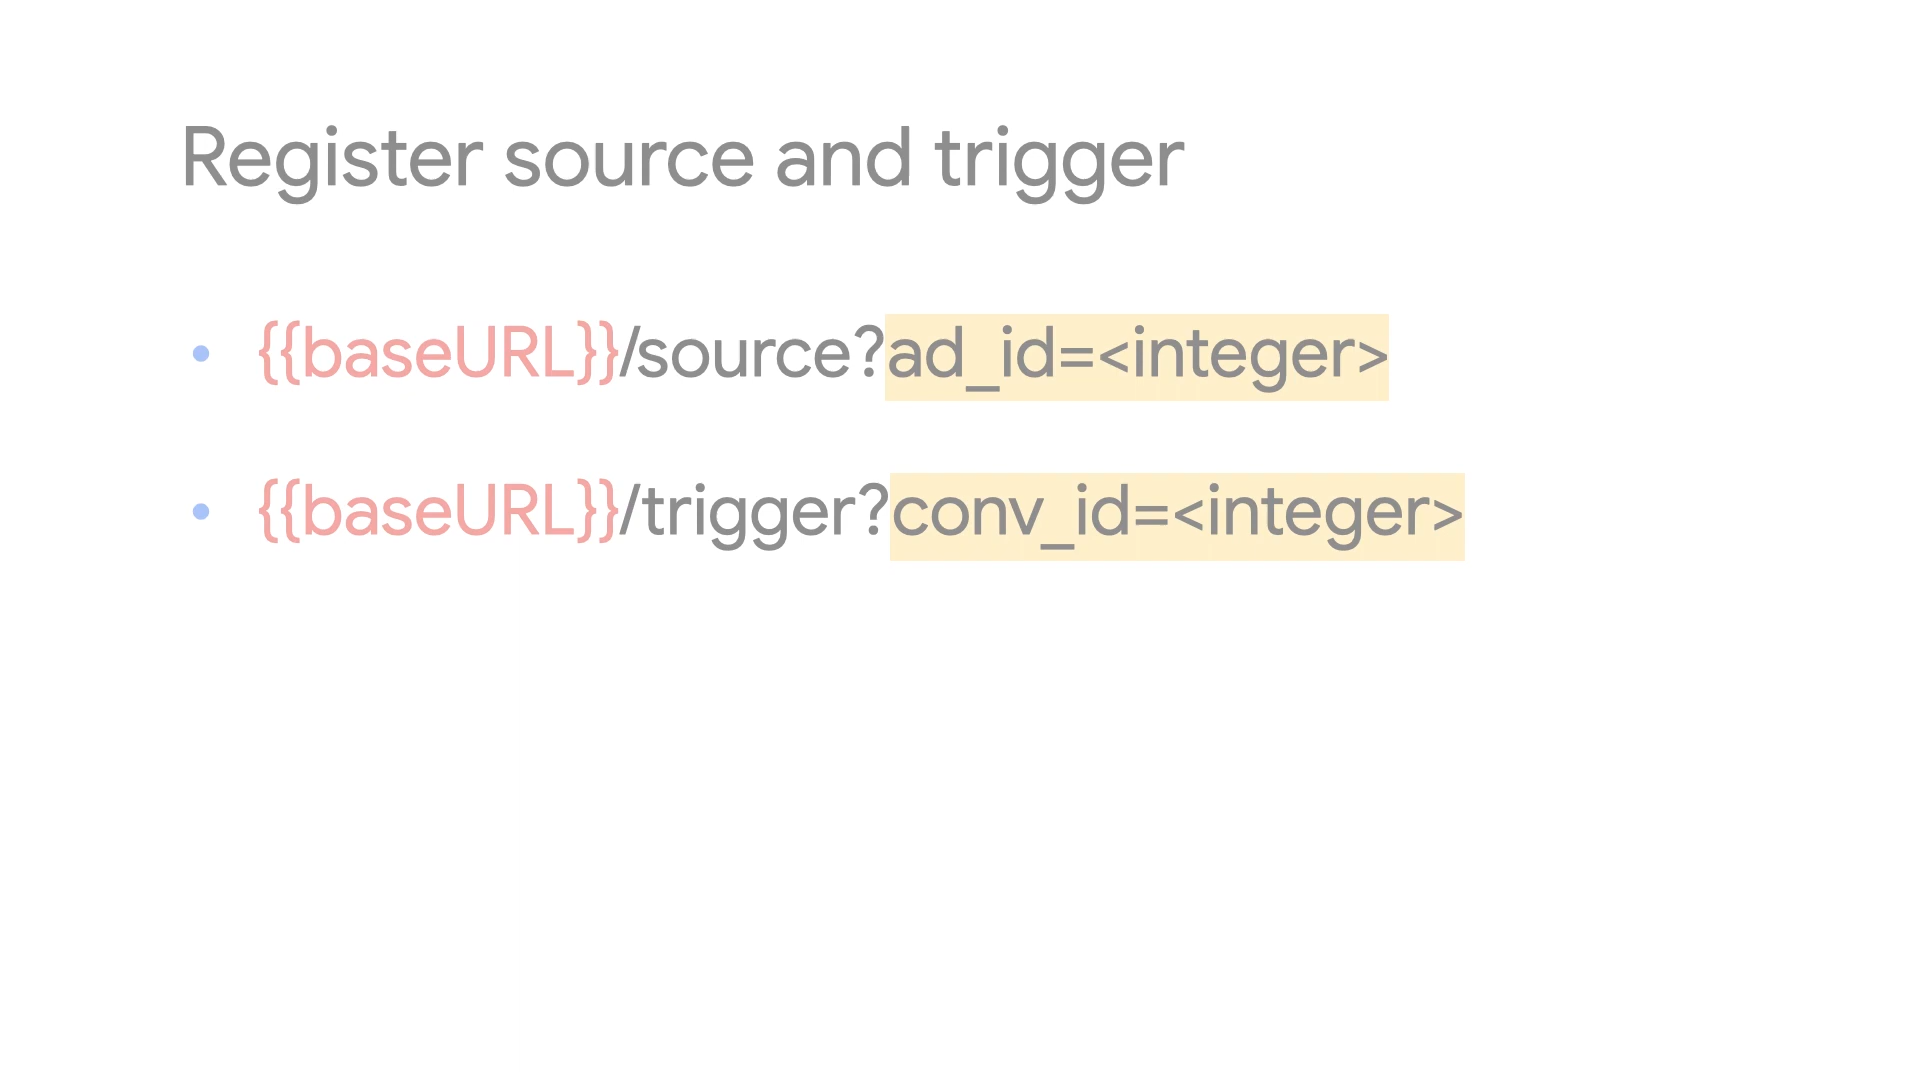 Register source and trigger
• {{baseURL}}/source?ad_id=<integer>
• {{baseURL}}/trigger?conv_id=<integer>